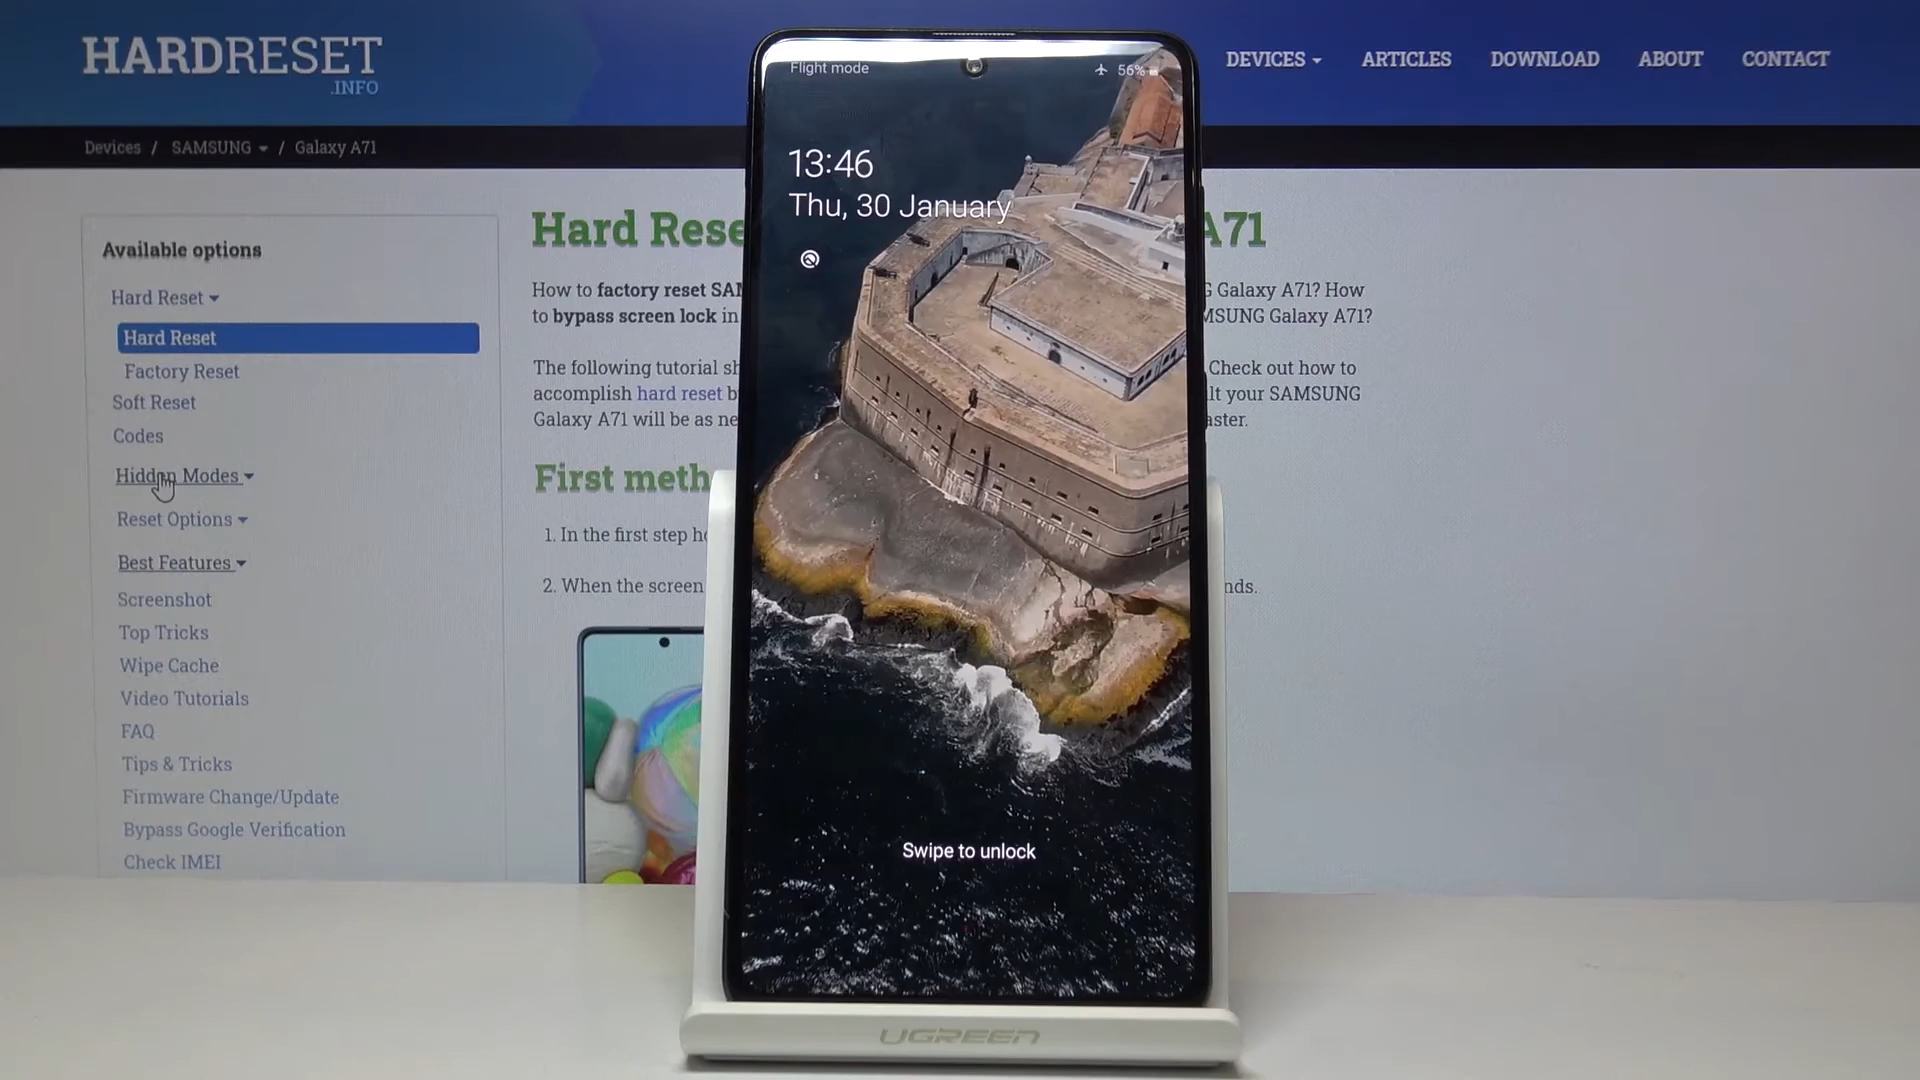 HARDRESET
.INFO
DEVICES
ARTICLES
DOWNLOAD
ABOUT
CONTACT
Devices / SAMSUNG / Galaxy A71
Available options
Hard Reset
Hard Reset
Factory Reset
Soft Reset
Codes
Hidden Modes
Reset Options
Best Features
Screenshot
Top Tricks
Wipe Cache
Video Tutorials
FAQ
Tips & Tricks
Firmware Change/Update
Bypass Google Verification
Check IMEI
Hard Rese A71
How to factory reset SA G Galaxy A71? How
to bypass screen lock in MSUNG Galaxy A71?
The following tutorial sh Check out how to
accomplish hard reset b lt your SAMSUNG
Galaxy A71 will be as ne aster.
First meth
1. In the first step ho
2. When the screen nds.
Flight mode
56%
13:46
Thu, 30 January
Swipe to unlock
UGREEN